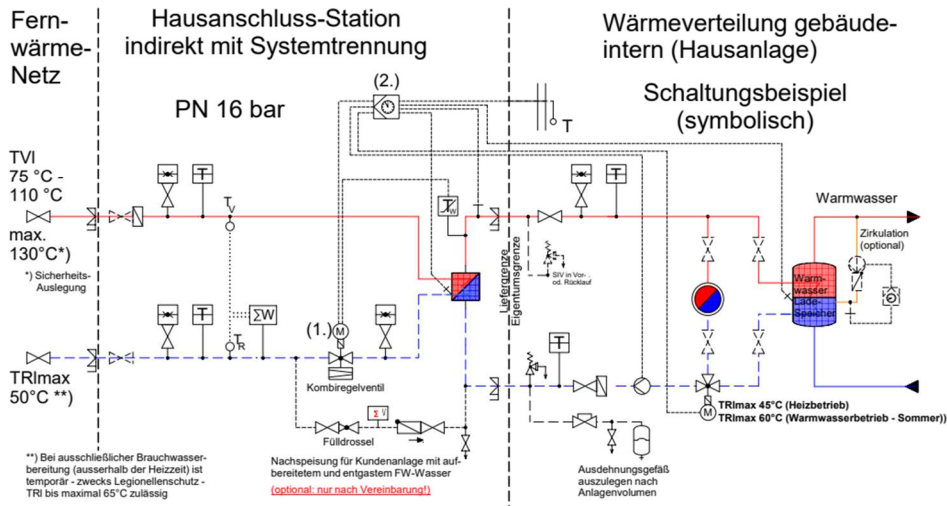 Fern-
wärme-
Netz
Hausanschluss-Station
indirekt mit Systemtrennung
PN 16 bar
Wärmeverteilung gebäude-
intern (Hausanlage)
Schaltungsbeispiel
(symbolisch)
(2.)
T
TVl
75 °C -
110 °C
max.
130°C*)
*) Sicherheits-
Auslegung
T
TV
TW
T
SIV in Vor- ,
od. Rücklauf
Liefergrenze
Eigentumsgrenze
Warmwasser
Zirkulation
(optional)
Warm-
wasser
Lade-
Speicher
T
TR
ΣW
(1.)
M
Kombiregelventil
T
TRlmax
50°C **)
M
TRlmax 45°C (Heizbetrieb)
TRlmax 60°C (Warmwasserbetrieb - Sommer))
Σ V
Fülldrossel
**) Bei ausschließlicher Brauchwasser-
bereitung (ausserhalb der Heizzeit) ist
temporär - zwecks Legionellenschutz -
TRl bis maximal 65°C zulässig
Nachspeisung für Kundenanlage mit auf-
bereitetem und entgastem FW-Wasser
(optional: nur nach Vereinbarung!)
Ausdehnungsgefäß
auszulegen nach
Anlagenvolumen